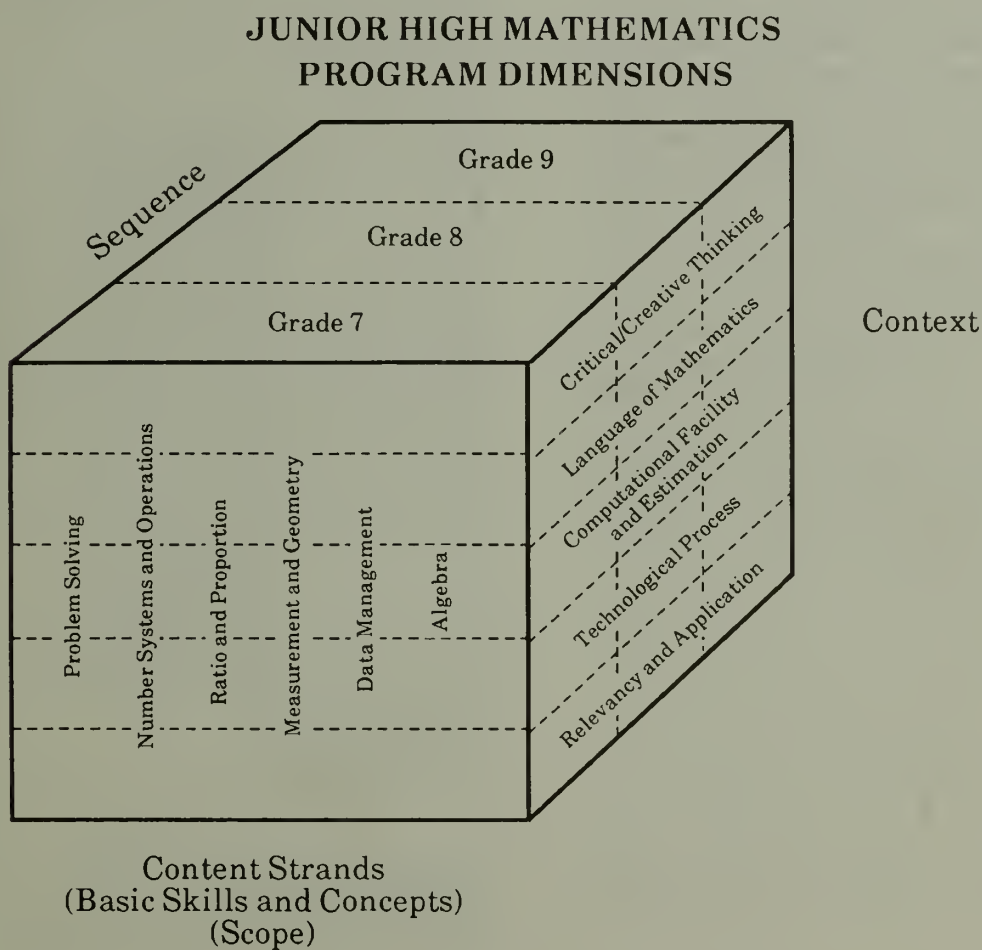 JUNIOR HIGH MATHEMATICS
PROGRAM DIMENSIONS
Sequence
Grade 9
Grade 8
Grade 7
Context
Critical/Creative Thinking
Language of Mathematics
Computational Facility
and Estimation
Technological Process
Relevancy and Application
Problem Solving
Number Systems and Operations
Ratio and Proportion
Measurement and Geometry
Data Management
Algebra
Content Strands
(Basic Skills and Concepts)
(Scope)